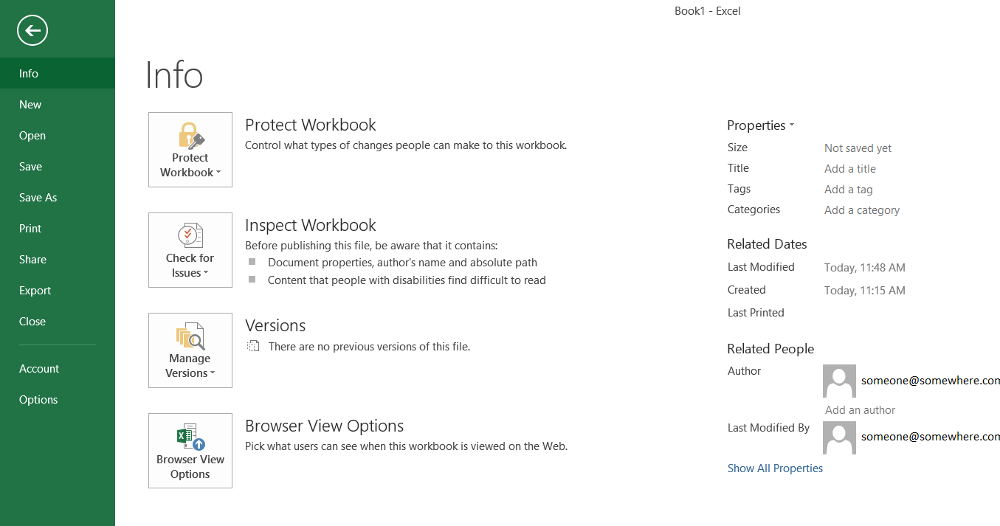 Book1 - Excel
Info
New
Open
Save
Save As
Print
Share
Export
Close
Account
Options
Info
Protect
Workbook
Protect Workbook
Control what types of changes people can make to this workbook.
Check for
Issues
Inspect Workbook
Before publishing this file, be aware that it contains:
Document properties, author's name and absolute path
Content that people with disabilities find difficult to read
Manage
Versions
Versions
There are no previous versions of this file.
Browser View
Options
Browser View Options
Pick what users can see when this workbook is viewed on the Web.
Properties
Size Not saved yet
Title Add a title
Tags Add a tag
Categories Add a category
Related Dates
Last Modified Today, 11:48 AM
Created Today, 11:15 AM
Last Printed
Related People
Author someone@somewhere.con
Add an author
Last Modified By someone@somewhere.con
Show All Properties